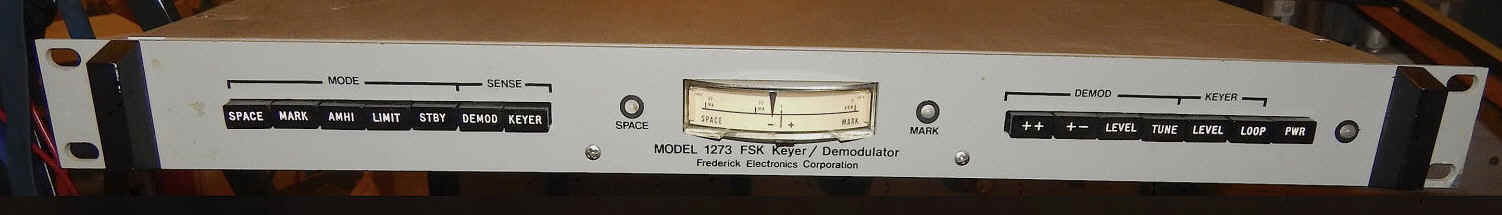 MODE SENSE
SPACE MARK AMHI LIMIT STBY DEMOD KEYER
SPACE
SPACE - + MARK
MARK
MODEL 1273 FSK Keyer/Demodulator
Frederick Electronics Corporation
DEMOD KEYER
++ +- LEVEL TUNE LEVEL LOOP PWR